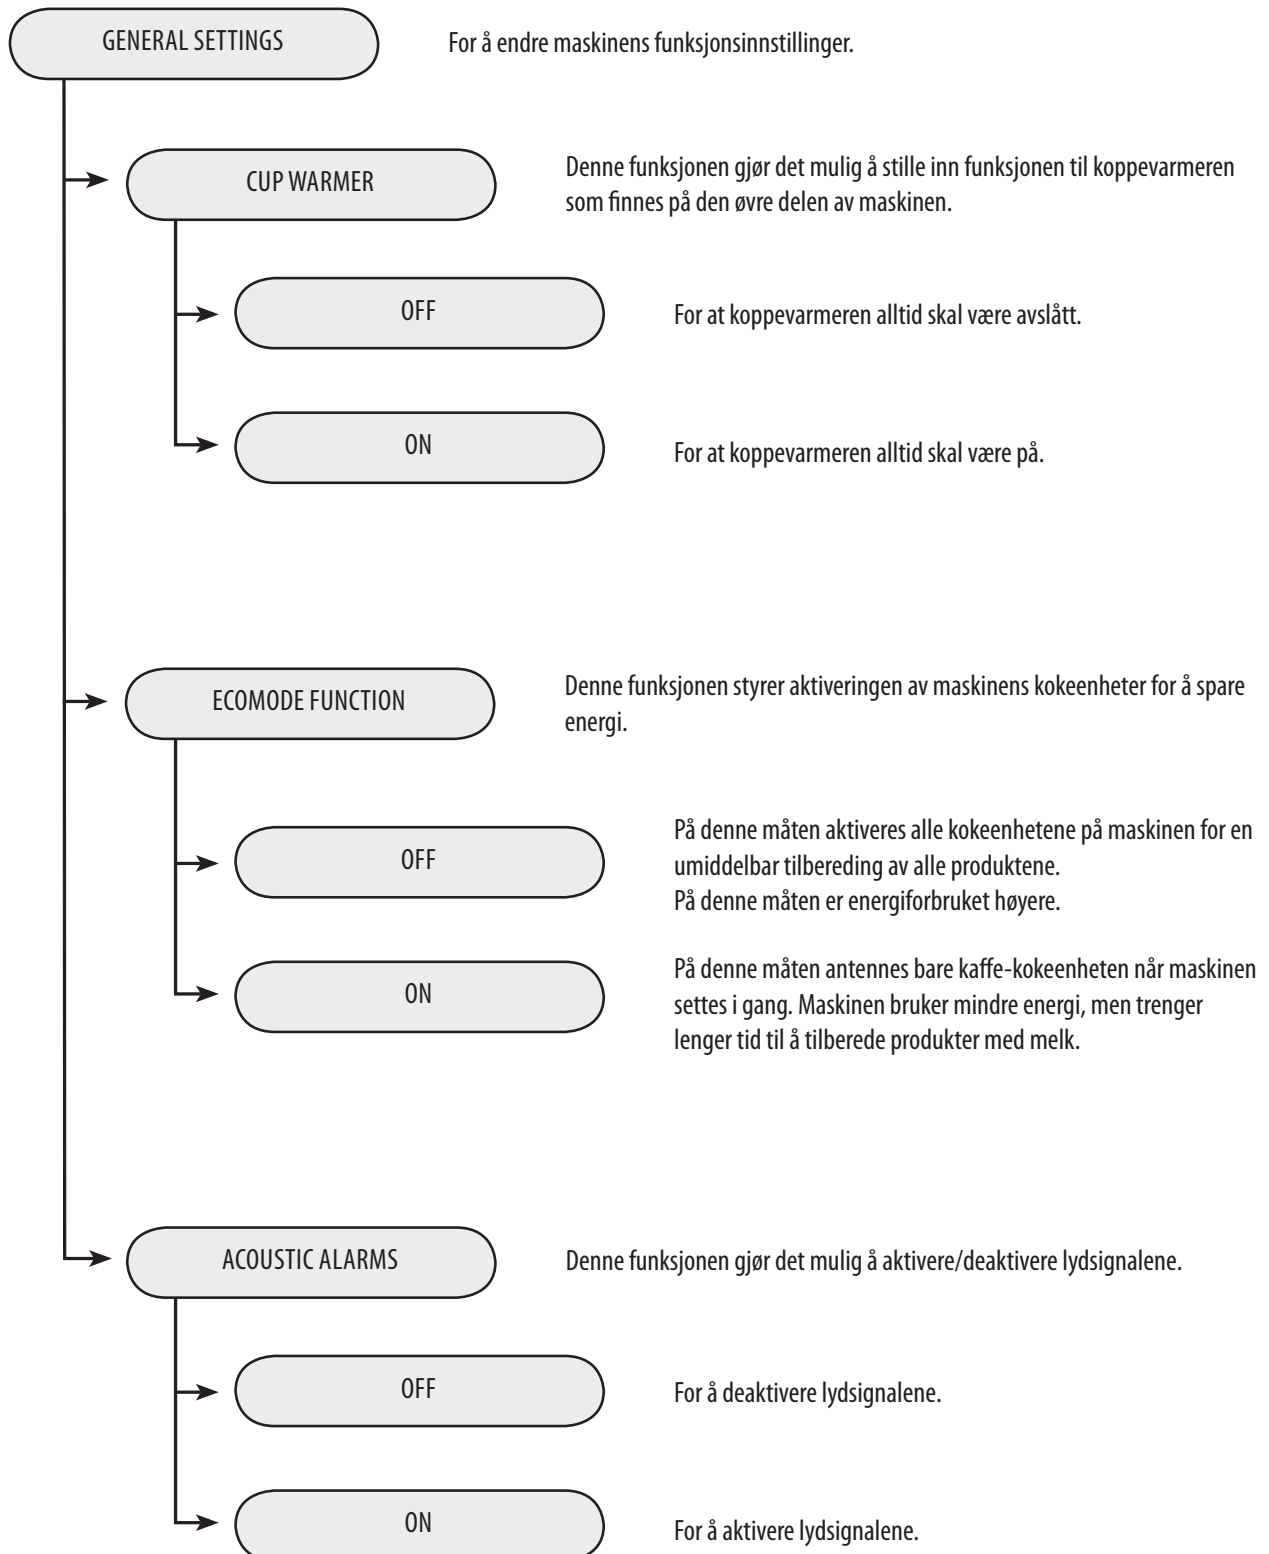 GENERAL SETTINGS
For å endre maskinens funksjonsinnstillinger.
CUP WARMER
Denne funksjonen gjør det mulig å stille inn funksjonen til koppevarmeren
som finnes på den øvre delen av maskinen.
OFF
For at koppevarmeren alltid skal være avslått.
ON
For at koppevarmeren alltid skal være på.
ECOMODE FUNCTION
Denne funksjonen styrer aktiveringen av maskinens kokeenheter for å spare
energi.
OFF
På denne måten aktiveres alle kokeenhetene på maskinen for en
umiddelbar tilbereding av alle produktene.
På denne måten er energiforbruket høyere.
ON
På denne måten antennes bare kaffe-kokeenheten når maskinen
settes i gang. Maskinen bruker mindre energi, men trenger
lenger tid til å tilberede produkter med melk.
ACOUSTIC ALARMS
Denne funksjonen gjør det mulig å aktivere/deaktivere lydsignalene.
OFF
For å deaktivere lydsignalene.
ON
For å aktivere lydsignalene.